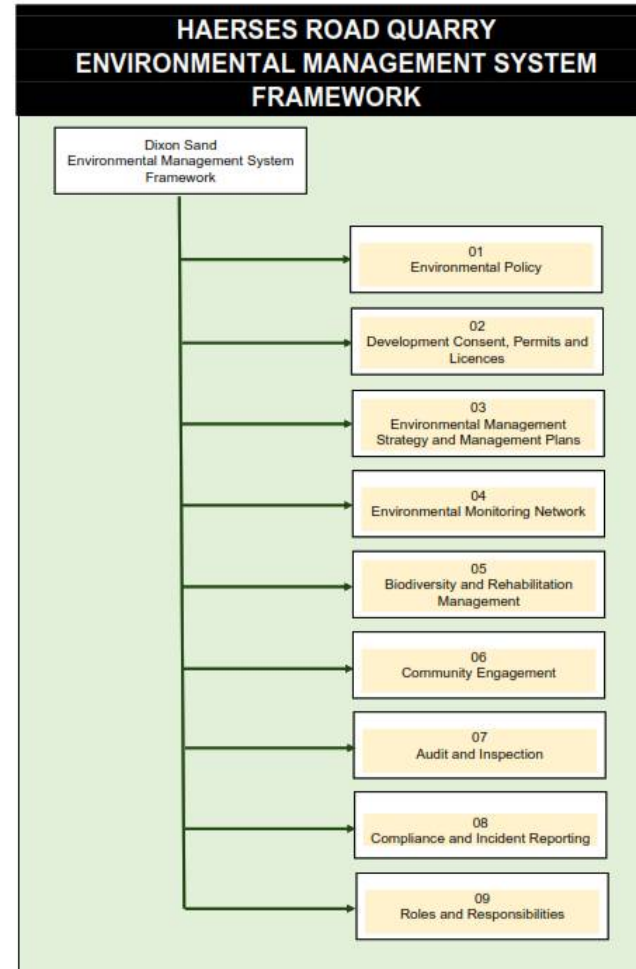 HAERSES ROAD QUARRY
ENVIRONMENTAL MANAGEMENT SYSTEM
FRAMEWORK
Dixon Sand
Environmental Management System
Framework
01
Environmental Policy
02
Development Consent, Permits and
Licences
03
Environmental Management
Strategy and Management Plans
04
Environmental Monitoring Network
05
Biodiversity and Rehabilitation
Management
06
Community Engagement
07
Audit and Inspection
08
Compliance and Incident Reporting
09
Roles and Responsibilities